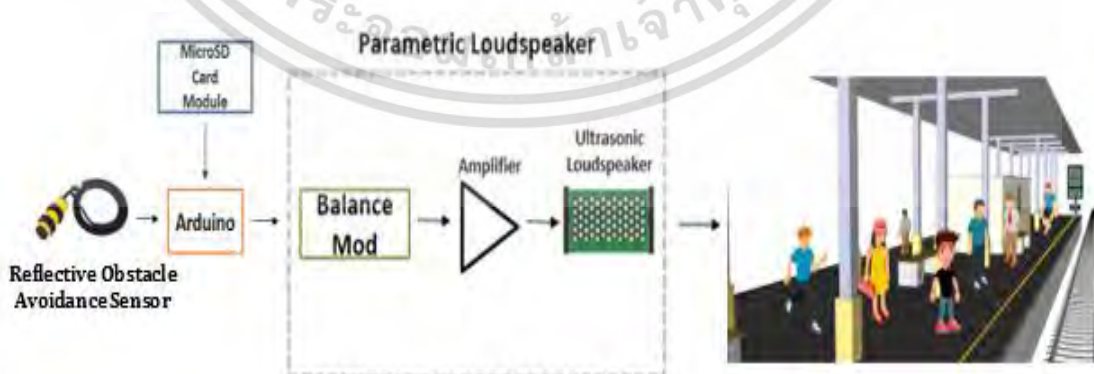 Parametric Loudspeaker
MicroSD
Card
Module
Arduino
Reflective Obstacle
Avoidance Sensor
Balance
Mod
Amplifier
Ultrasonic
Loudspeaker